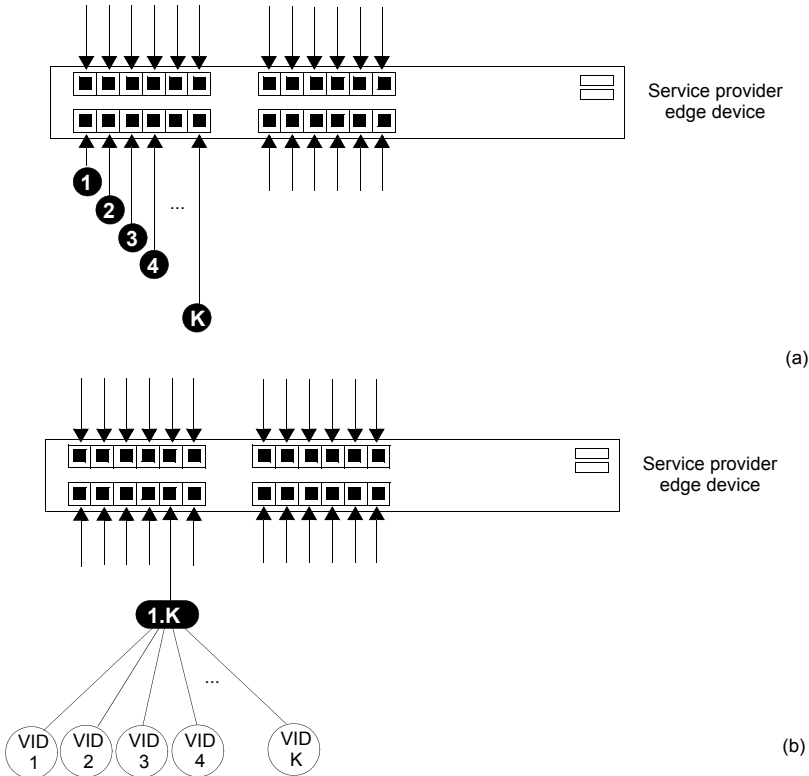 Service provider
edge device
1
2
...
3
4
K
(a)
Service provider
edge device
1.K
...
VID
1
VID
2
VID
3
VID
4
VID
K
(b)